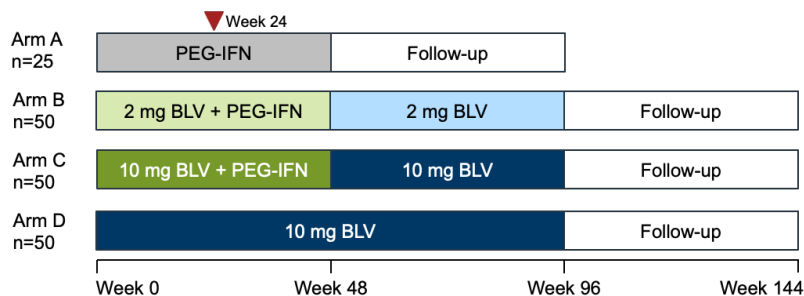 Week 24
Arm A
n=25
PEG-IFN
Follow-up
Arm B
n=50
2 mg BLV + PEG-IFN
2 mg BLV
Follow-up
Arm C
n=50
10 mg BLV + PEG-IFN
10 mg BLV
Follow-up
Arm D
n=50
10 mg BLV
Follow-up
Week 0
Week 48
Week 96
Week 144